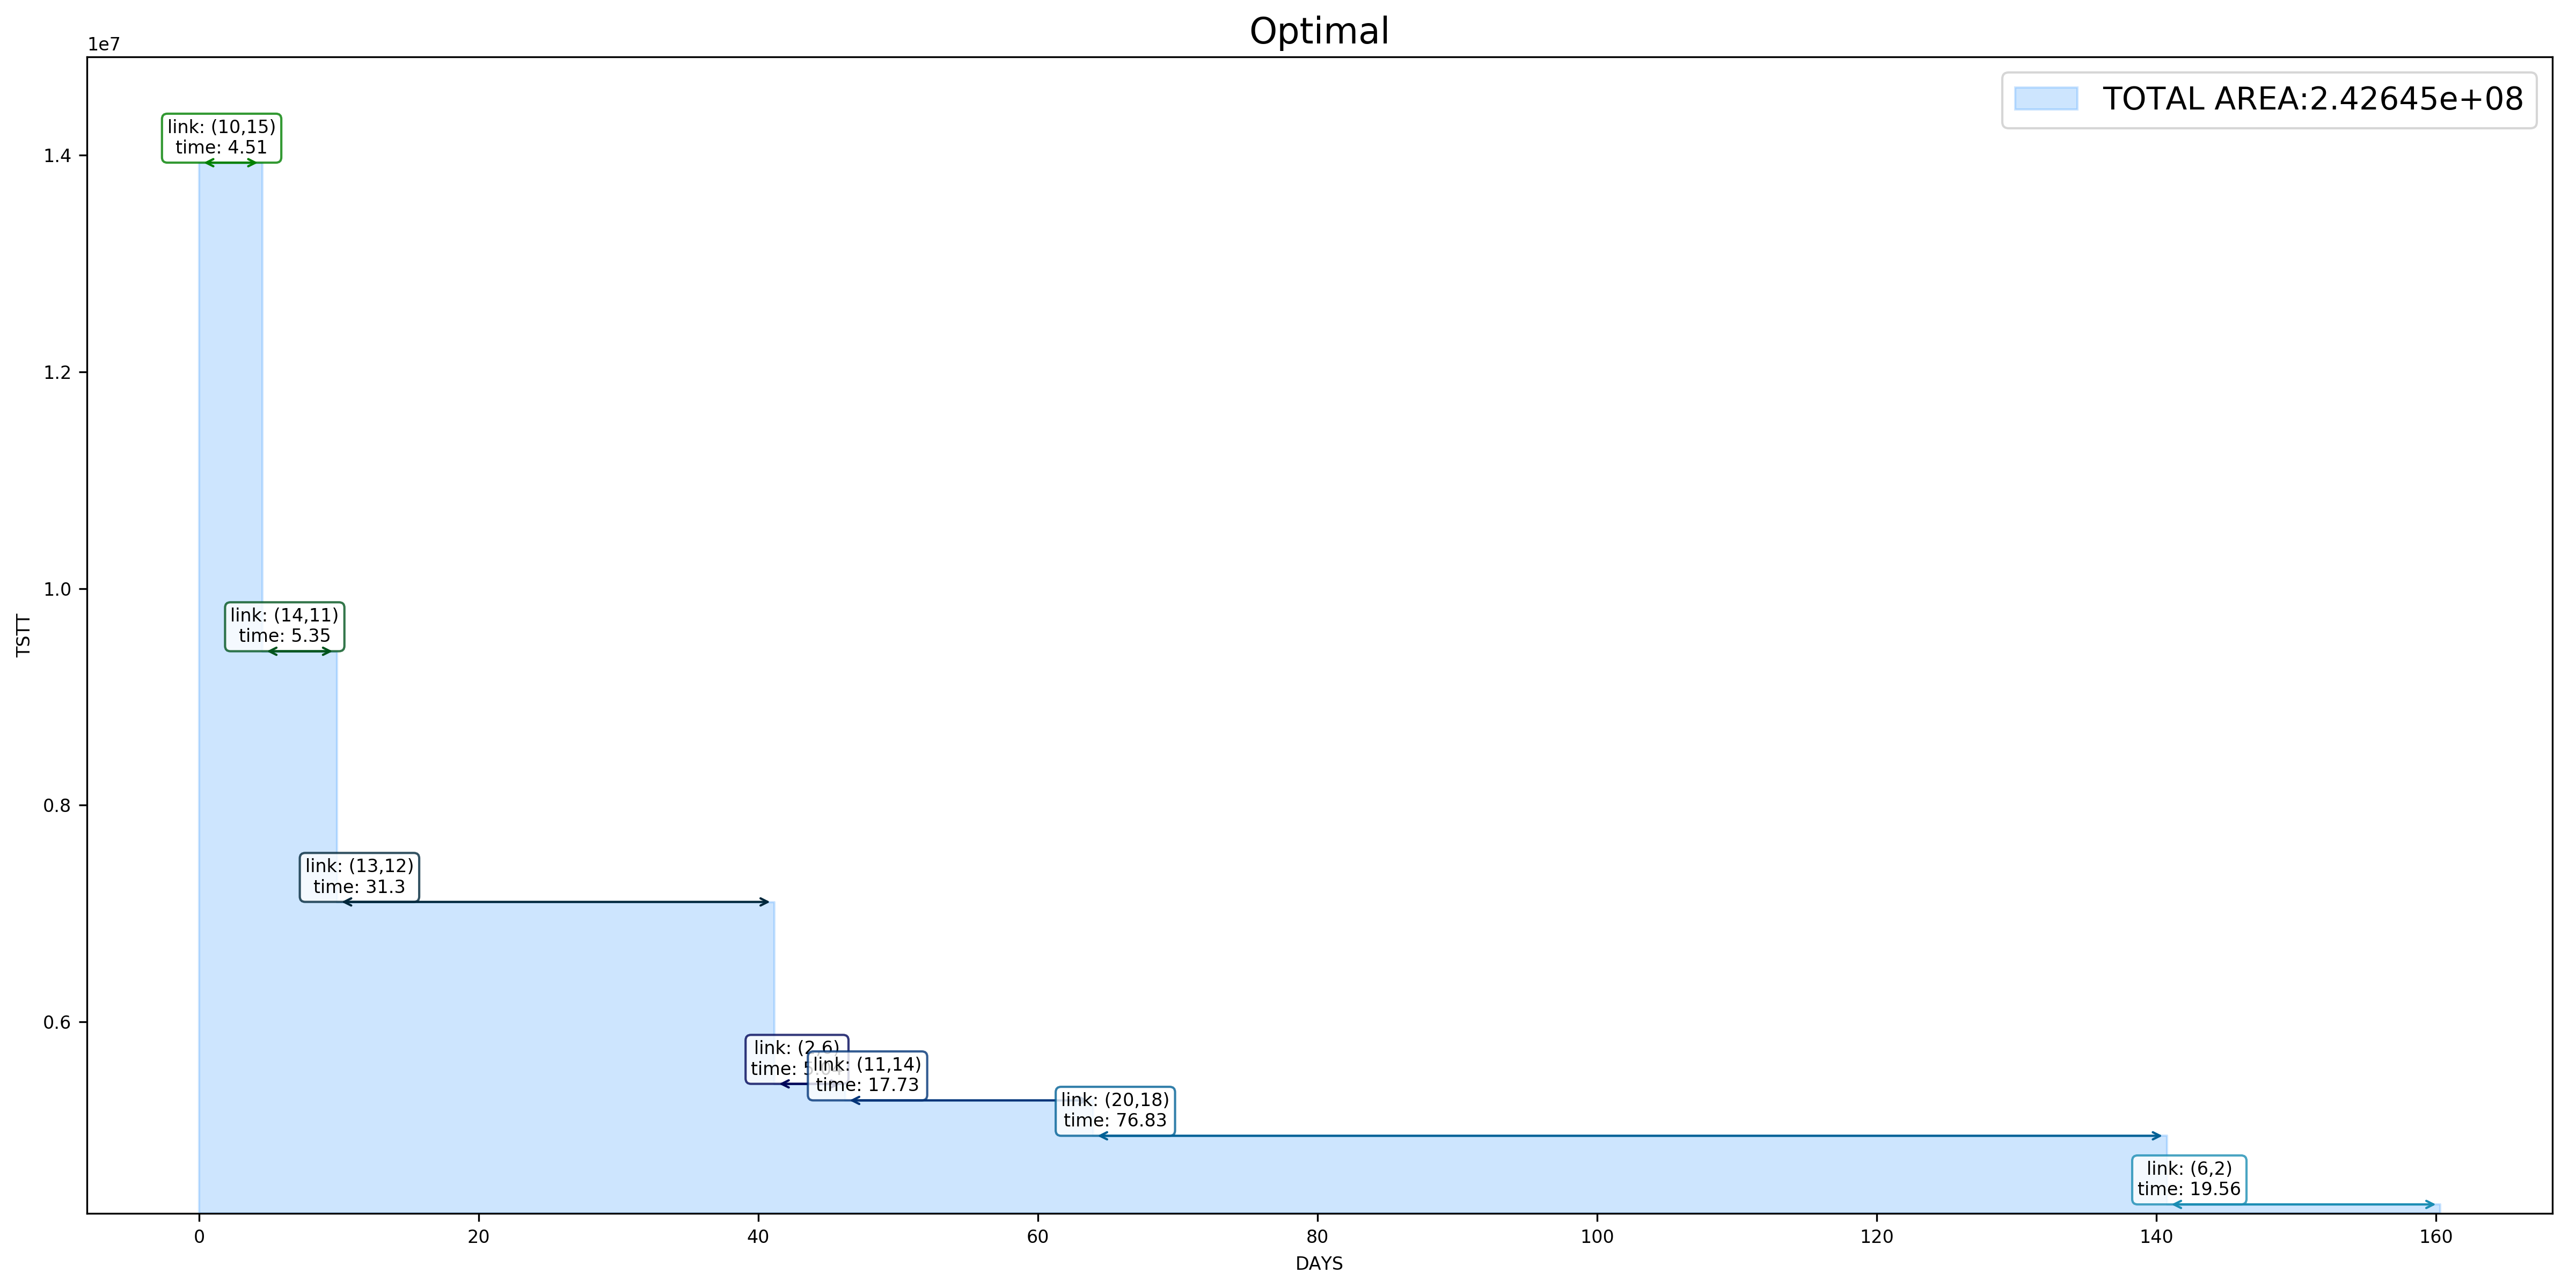 Optimal
1e7
TOTAL AREA:2.42645e+08
link: (10,15)
time: 4.51
1.4
1.2
1.0
link: (14,11)
time: 5.35
TSTT
0.8
link: (13,12)
time: 31.3
0.6
link: (2,6)
time:
link: (11,14)
time: 17.73
link: (20,18)
time: 76.83
link: (6,2)
time: 19.56
0 20 40 60 80 100 120 140 160
DAYS